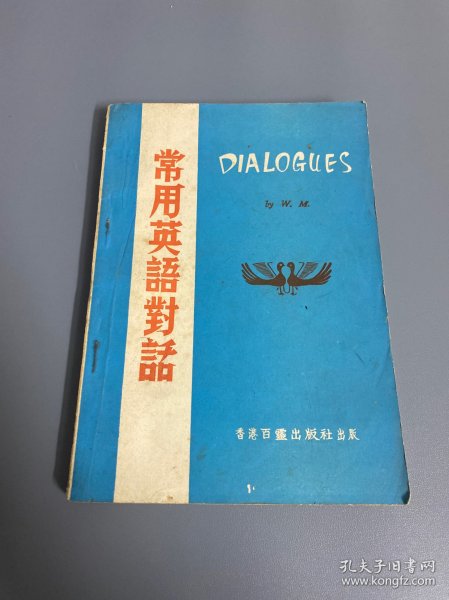 常用英語對話
DIALOGUES
by W. M.
香港百靈出版社出版
孔夫子旧书网
www.kongfz.com